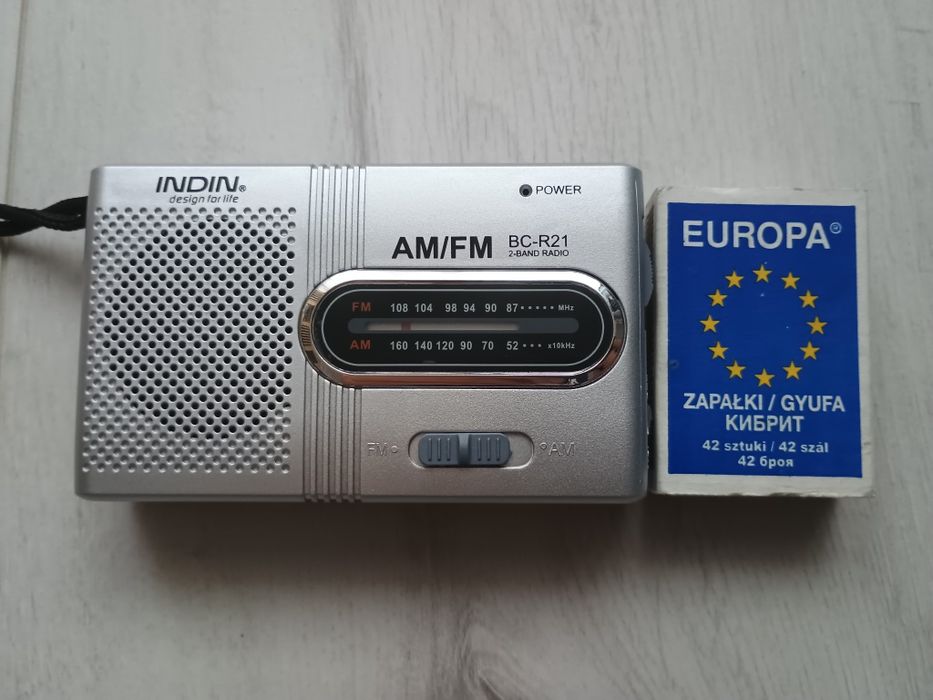 INDIN®
design for life
POWER
AM/FM
BC-R21
2-BAND RADIO
FM 108 104 98 94 90 87 ····· MHz
AM 160 140 120 90 70 52 ··· x10kHz
FM
AM
EUROPA®
ZAPAŁKI / GYUFA
КИБРИТ
42 sztuki / 42 szál
42 броя